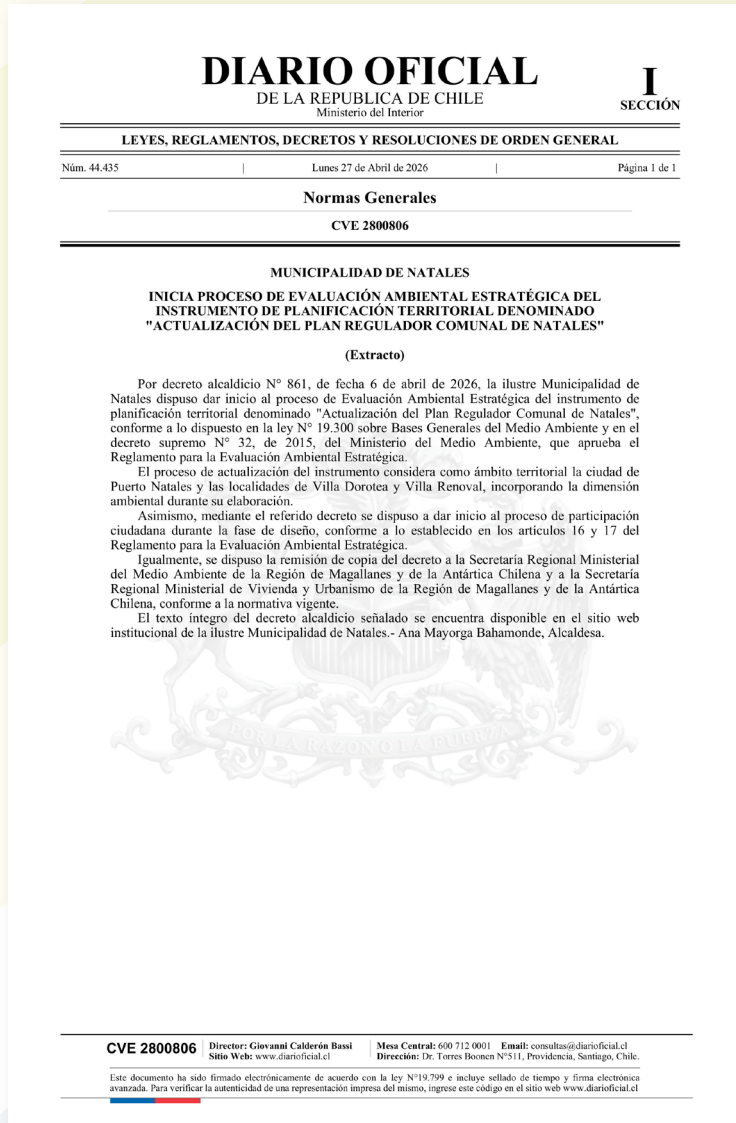 DIARIO OFICIAL
DE LA REPUBLICA DE CHILE
Ministerio del Interior
I
SECCIÓN
LEYES, REGLAMENTOS, DECRETOS Y RESOLUCIONES DE ORDEN GENERAL
Núm. 44.435 | Lunes 27 de Abril de 2026 | Página 1 de 1
Normas Generales
CVE 2800806
MUNICIPALIDAD DE NATALES
INICIA PROCESO DE EVALUACIÓN AMBIENTAL ESTRATÉGICA DEL
INSTRUMENTO DE PLANIFICACIÓN TERRITORIAL DENOMINADO
"ACTUALIZACIÓN DEL PLAN REGULADOR COMUNAL DE NATALES"
(Extracto)
Por decreto alcaldicio N° 861, de fecha 6 de abril de 2026, la ilustre Municipalidad de
Natales dispuso dar inicio al proceso de Evaluación Ambiental Estratégica del instrumento de
planificación territorial denominado "Actualización del Plan Regulador Comunal de Natales",
conforme a lo dispuesto en la ley N° 19.300 sobre Bases Generales del Medio Ambiente y en el
decreto supremo N° 32, de 2015, del Ministerio del Medio Ambiente, que aprueba el
Reglamento para la Evaluación Ambiental Estratégica.
El proceso de actualización del instrumento considera como ámbito territorial la ciudad de
Puerto Natales y las localidades de Villa Dorotea y Villa Renoval, incorporando la dimensión
ambiental durante su elaboración.
Asimismo, mediante el referido decreto se dispuso a dar inicio al proceso de participación
ciudadana durante la fase de diseño, conforme a lo establecido en los artículos 16 y 17 del
Reglamento para la Evaluación Ambiental Estratégica.
Igualmente, se dispuso la remisión de copia del decreto a la Secretaría Regional Ministerial
del Medio Ambiente de la Región de Magallanes y de la Antártica Chilena y a la Secretaría
Regional Ministerial de Vivienda y Urbanismo de la Región de Magallanes y de la Antártica
Chilena, conforme a la normativa vigente.
El texto íntegro del decreto alcaldicio señalado se encuentra disponible en el sitio web
institucional de la ilustre Municipalidad de Natales.- Ana Mayorga Bahamonde, Alcaldesa.
POR LA RAZON O LA FUERZA
CVE 2800806
Director: Giovanni Calderón Bassi
Sitio Web: www.diarioficial.cl
Mesa Central: 600 712 0001 Email: consultas@diarioficial.cl
Dirección: Dr. Torres Boonen N°511, Providencia, Santiago, Chile.
Este documento ha sido firmado electrónicamente de acuerdo con la ley N°19.799 e incluye sellado de tiempo y firma electrónica
avanzada. Para verificar la autenticidad de una representación impresa del mismo, ingrese este código en el sitio web www.diarioficial.cl